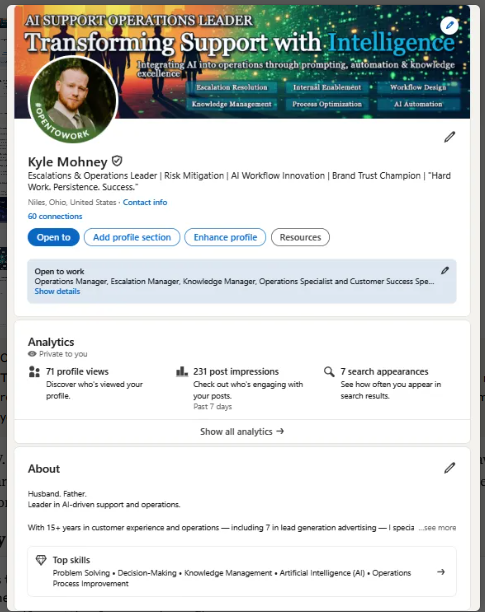 AI SUPPORT OPERATIONS LEADER
Transforming Support with Intelligence
Integrating AI into operations through prompting, automation & knowledge
excellence
Escalation Resolution
Internal Enablement
Workflow Design
Knowledge Management
Process Optimization
AI Automation
#OPENTOWORK
Kyle Mohney
Escalations & Operations Leader | Risk Mitigation | AI Workflow Innovation | Brand Trust Champion | "Hard
Work. Persistence. Success."
Niles, Ohio, United States · Contact info
60 connections
Open to
Add profile section
Enhance profile
Resources
Open to work
Operations Manager, Escalation Manager, Knowledge Manager, Operations Specialist and Customer Success Spe...
Show details
Analytics
Private to you
71 profile views
Discover who's viewed your
profile.
231 post impressions
Check out who's engaging with
your posts.
Past 7 days
7 search appearances
See how often you appear in
search results.
Show all analytics →
About
Husband. Father.
Leader in AI-driven support and operations.
With 15+ years in customer experience and operations — including 7 in lead generation advertising — I specia ...see more
Top skills
Problem Solving • Decision-Making • Knowledge Management • Artificial Intelligence (AI) • Operations
Process Improvement